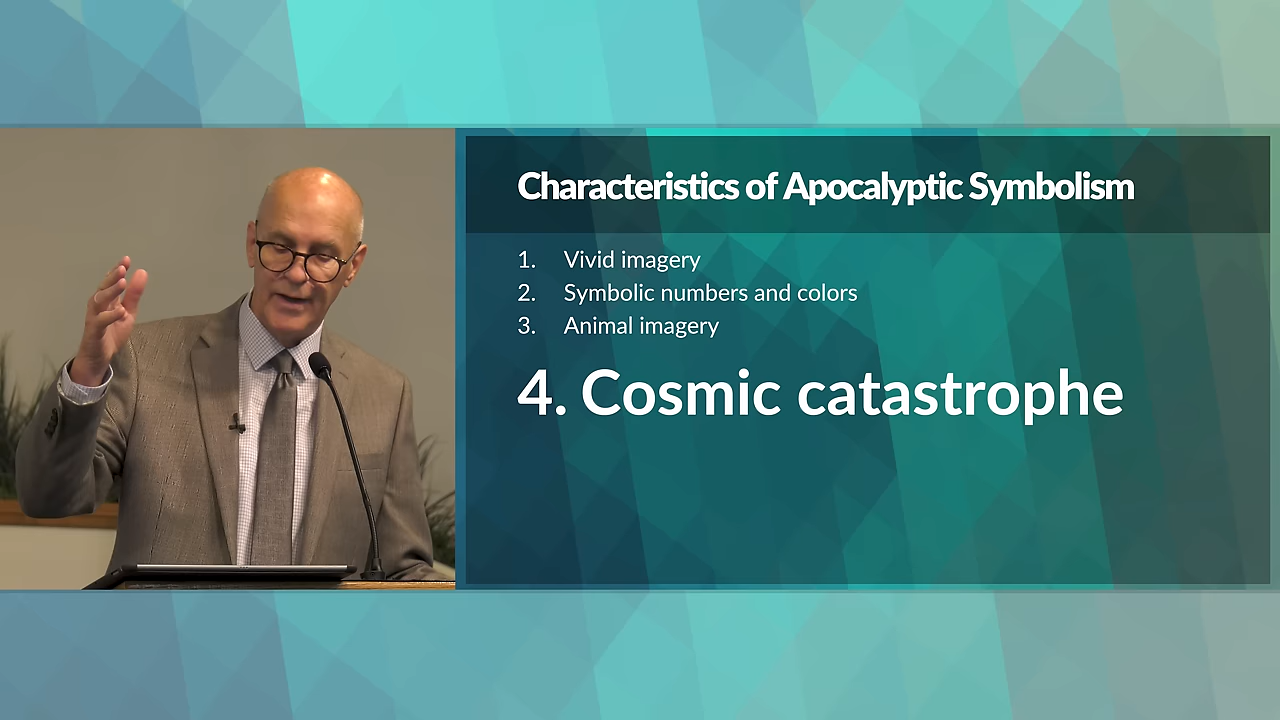 Characteristics of Apocalyptic Symbolism
1. Vivid imagery
2. Symbolic numbers and colors
3. Animal imagery
4. Cosmic catastrophe